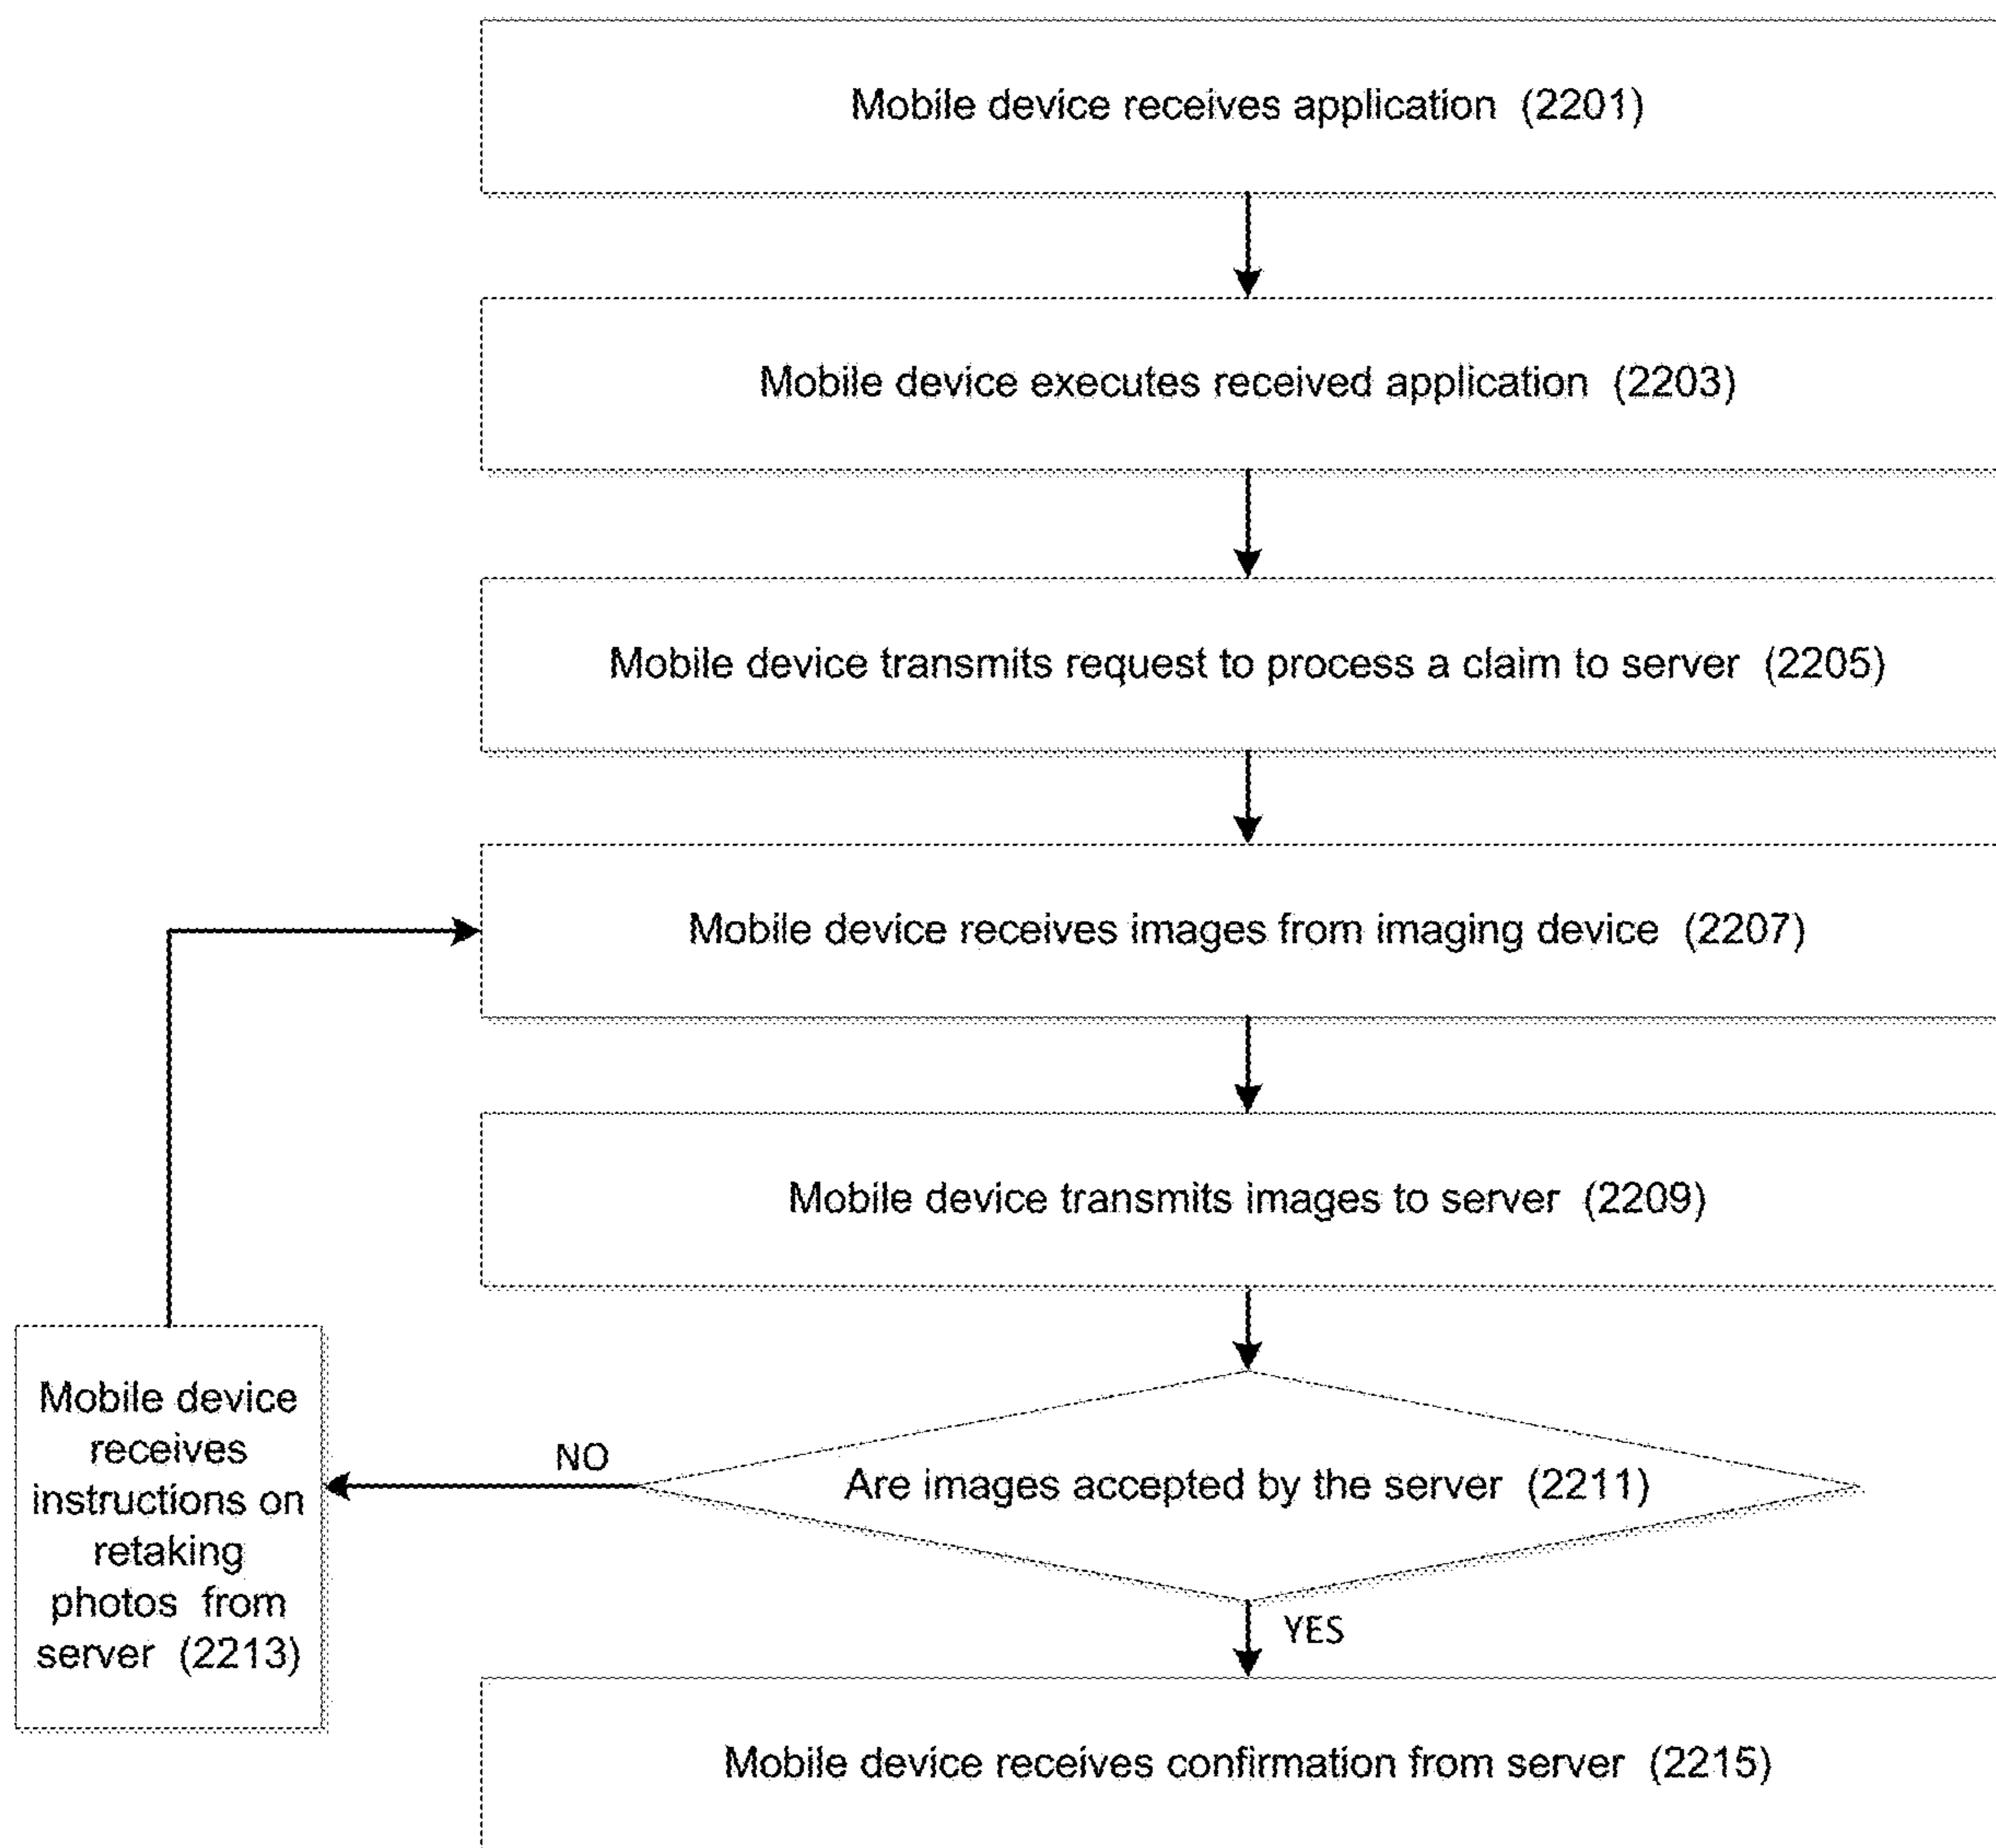 Mobile device receives application (2201)
Mobile device executes received application (2203)
Mobile device transmits request to process a claim to server (2205)
Mobile device receives images from imaging device (2207)
Mobile device transmits images to server (2209)
Are images accepted by the server (2211)
NO
Mobile device
receives
instructions on
retaking
photos from
server (2213)
YES
Mobile device receives confirmation from server (2215)